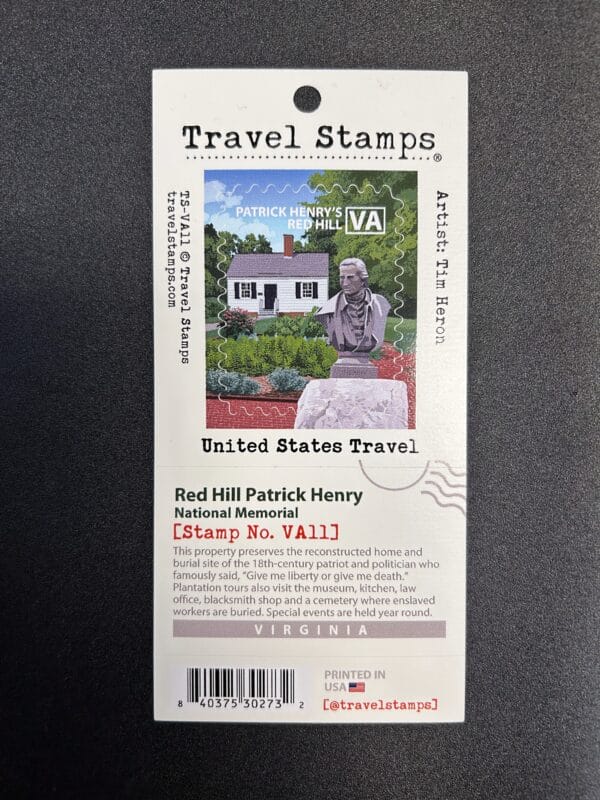 Travel Stamps®
TS-VA11 © Travel Stamps
travelstamps.com
PATRICK HENRY'S
RED HILL VA
Artist: Tim Heron
United States Travel
Red Hill Patrick Henry
National Memorial
[Stamp No. VA11]
This property preserves the reconstructed home and
burial site of the 18th-century patriot and politician who
famously said, "Give me liberty or give me death."
Plantation tours also visit the museum, kitchen, law
office, blacksmith shop and a cemetery where enslaved
workers are buried. Special events are held year round.
VIRGINIA
8 40375 30273 2
PRINTED IN
USA
[@travelstamps]